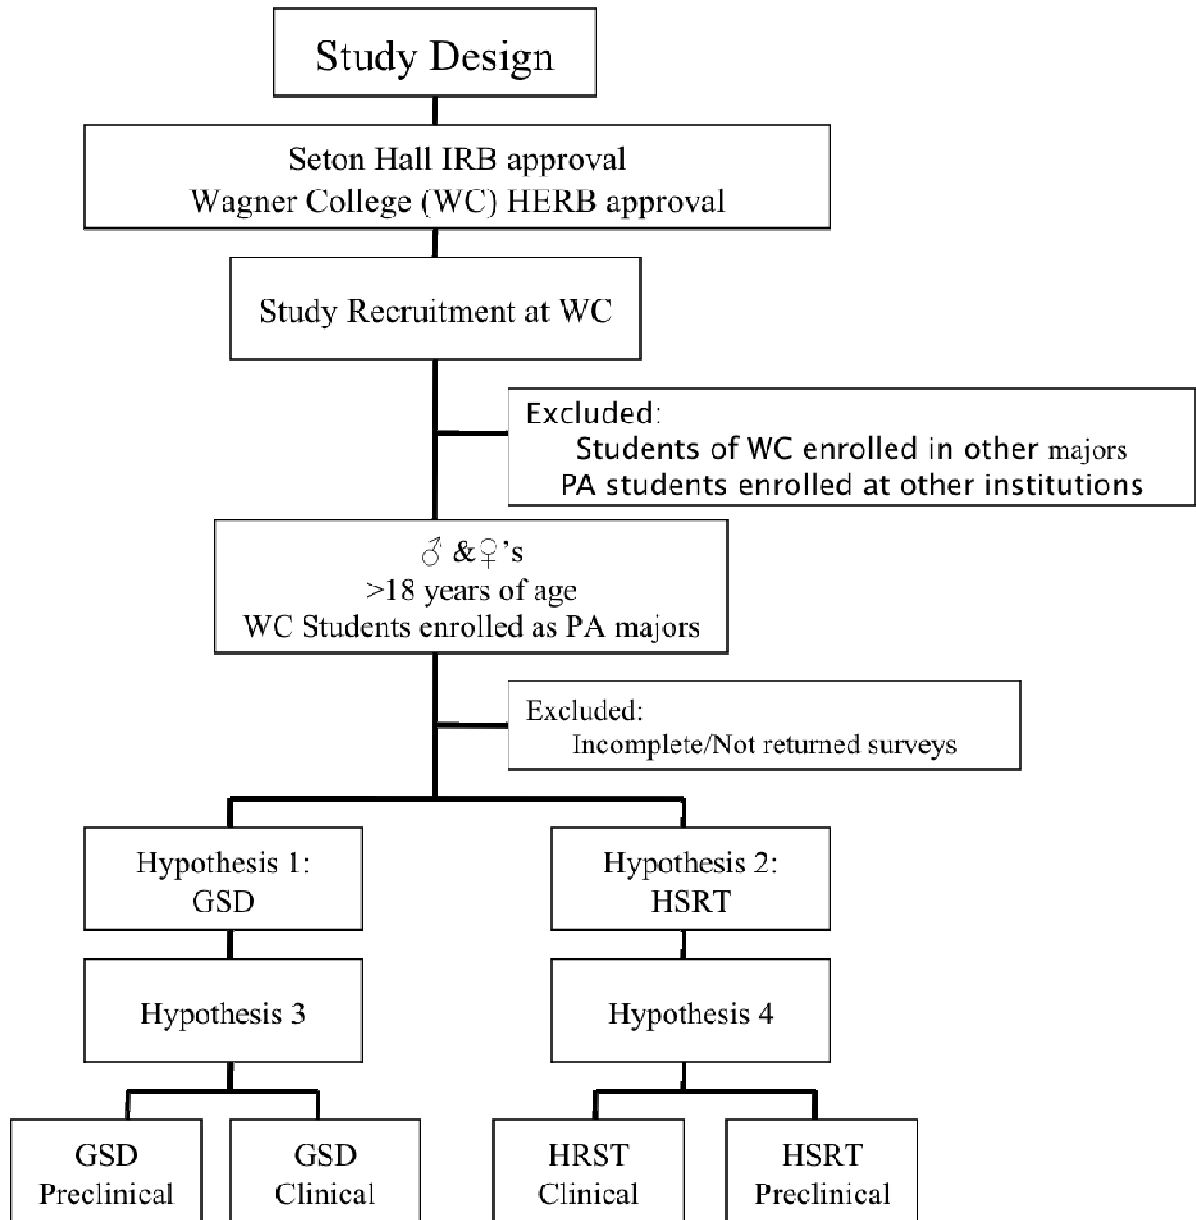 Study Design
Seton Hall IRB approval
Wagner College (WC) HERB approval
Study Recruitment at WC
Excluded:
Students of WC enrolled in other majors
PA students enrolled at other institutions
♂ &♀'s
>18 years of age
WC Students enrolled as PA majors
Excluded:
Incomplete/Not returned surveys
Hypothesis 1:
GSD
Hypothesis 2:
HSRT
Hypothesis 3
Hypothesis 4
GSD
Preclinical
GSD
Clinical
HRST
Clinical
HSRT
Preclinical